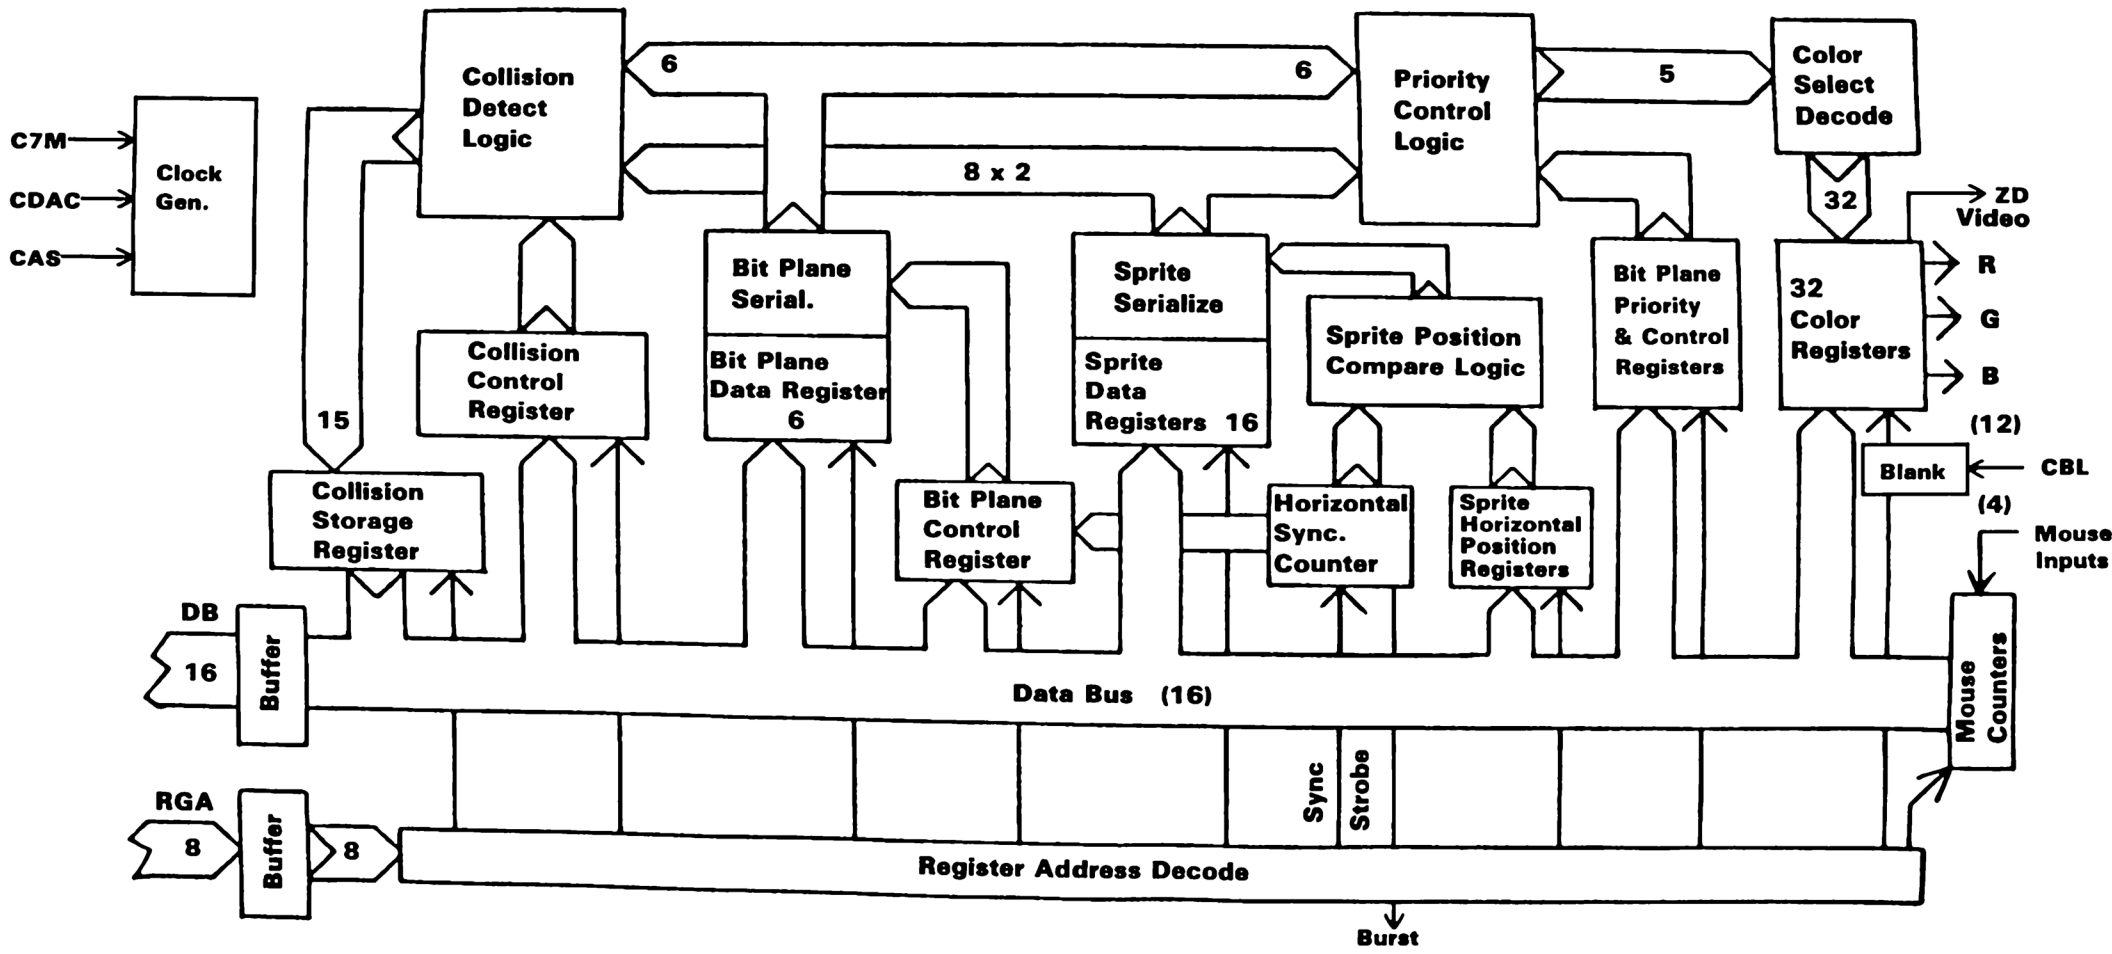 C7M
CDAC
CAS
Clock
Gen.
Collision
Detect
Logic
6
6
8 x 2
Priority
Control
Logic
5
Color
Select
Decode
32
ZD
Video
R
G
B
(12)
32
Color
Registers
Bit Plane
Priority
& Control
Registers
Bit Plane
Serial.
Bit Plane
Data Register
6
Sprite
Serialize
Sprite
Data
Registers 16
Sprite Position
Compare Logic
Collision
Control
Register
15
Collision
Storage
Register
Bit Plane
Control
Register
Horizontal
Sync.
Counter
Sprite
Horizontal
Position
Registers
Blank
CBL
(4)
Mouse
Inputs
Mouse
Counters
DB
16
Buffer
Data Bus (16)
Sync
Strobe
RGA
8
Buffer
8
Register Address Decode
Burst